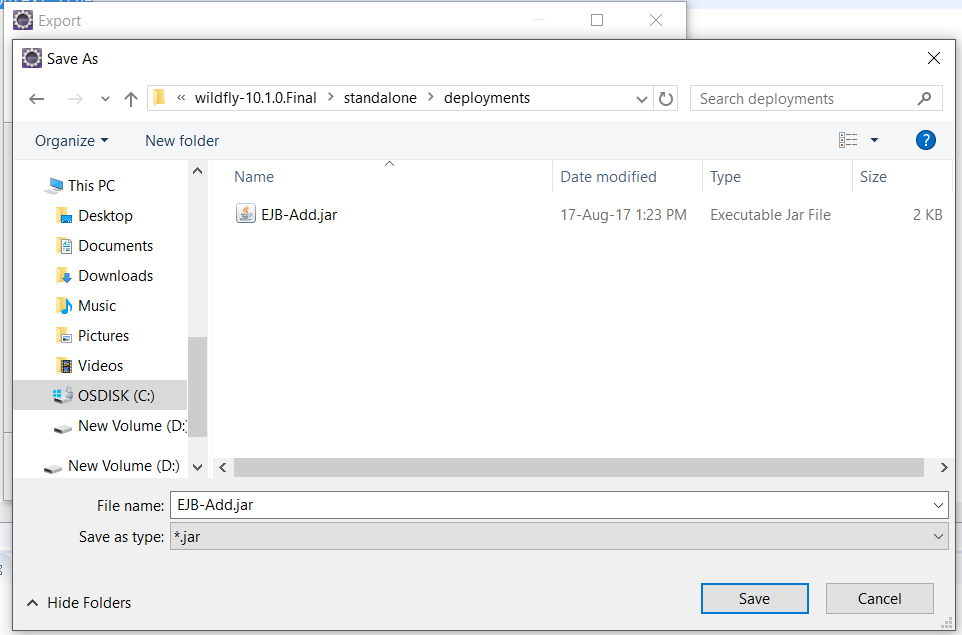 Export
Save As
« wildfly-10.1.0.Final > standalone > deployments
Search deployments
Organize
New folder
?
Name
Date modified
Type
Size
This PC
Desktop
Documents
Downloads
Music
Pictures
Videos
OSDISK (C:)
New Volume (D:)
New Volume (D:)
EJB-Add.jar
17-Aug-17 1:23 PM
Executable Jar File
2 KB
File name: EJB-Add.jar
Save as type: *.jar
Hide Folders
Save
Cancel